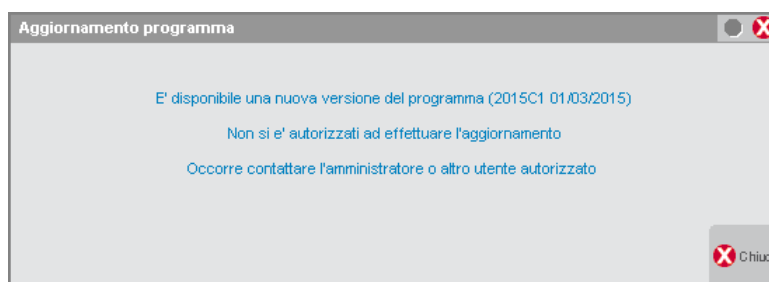 Aggiornamento programma
E' disponibile una nuova versione del programma (2015C1 01/03/2015)
Non si e' autorizzati ad effettuare l'aggiornamento
Occorre contattare l'amministratore o altro utente autorizzato
Chiud